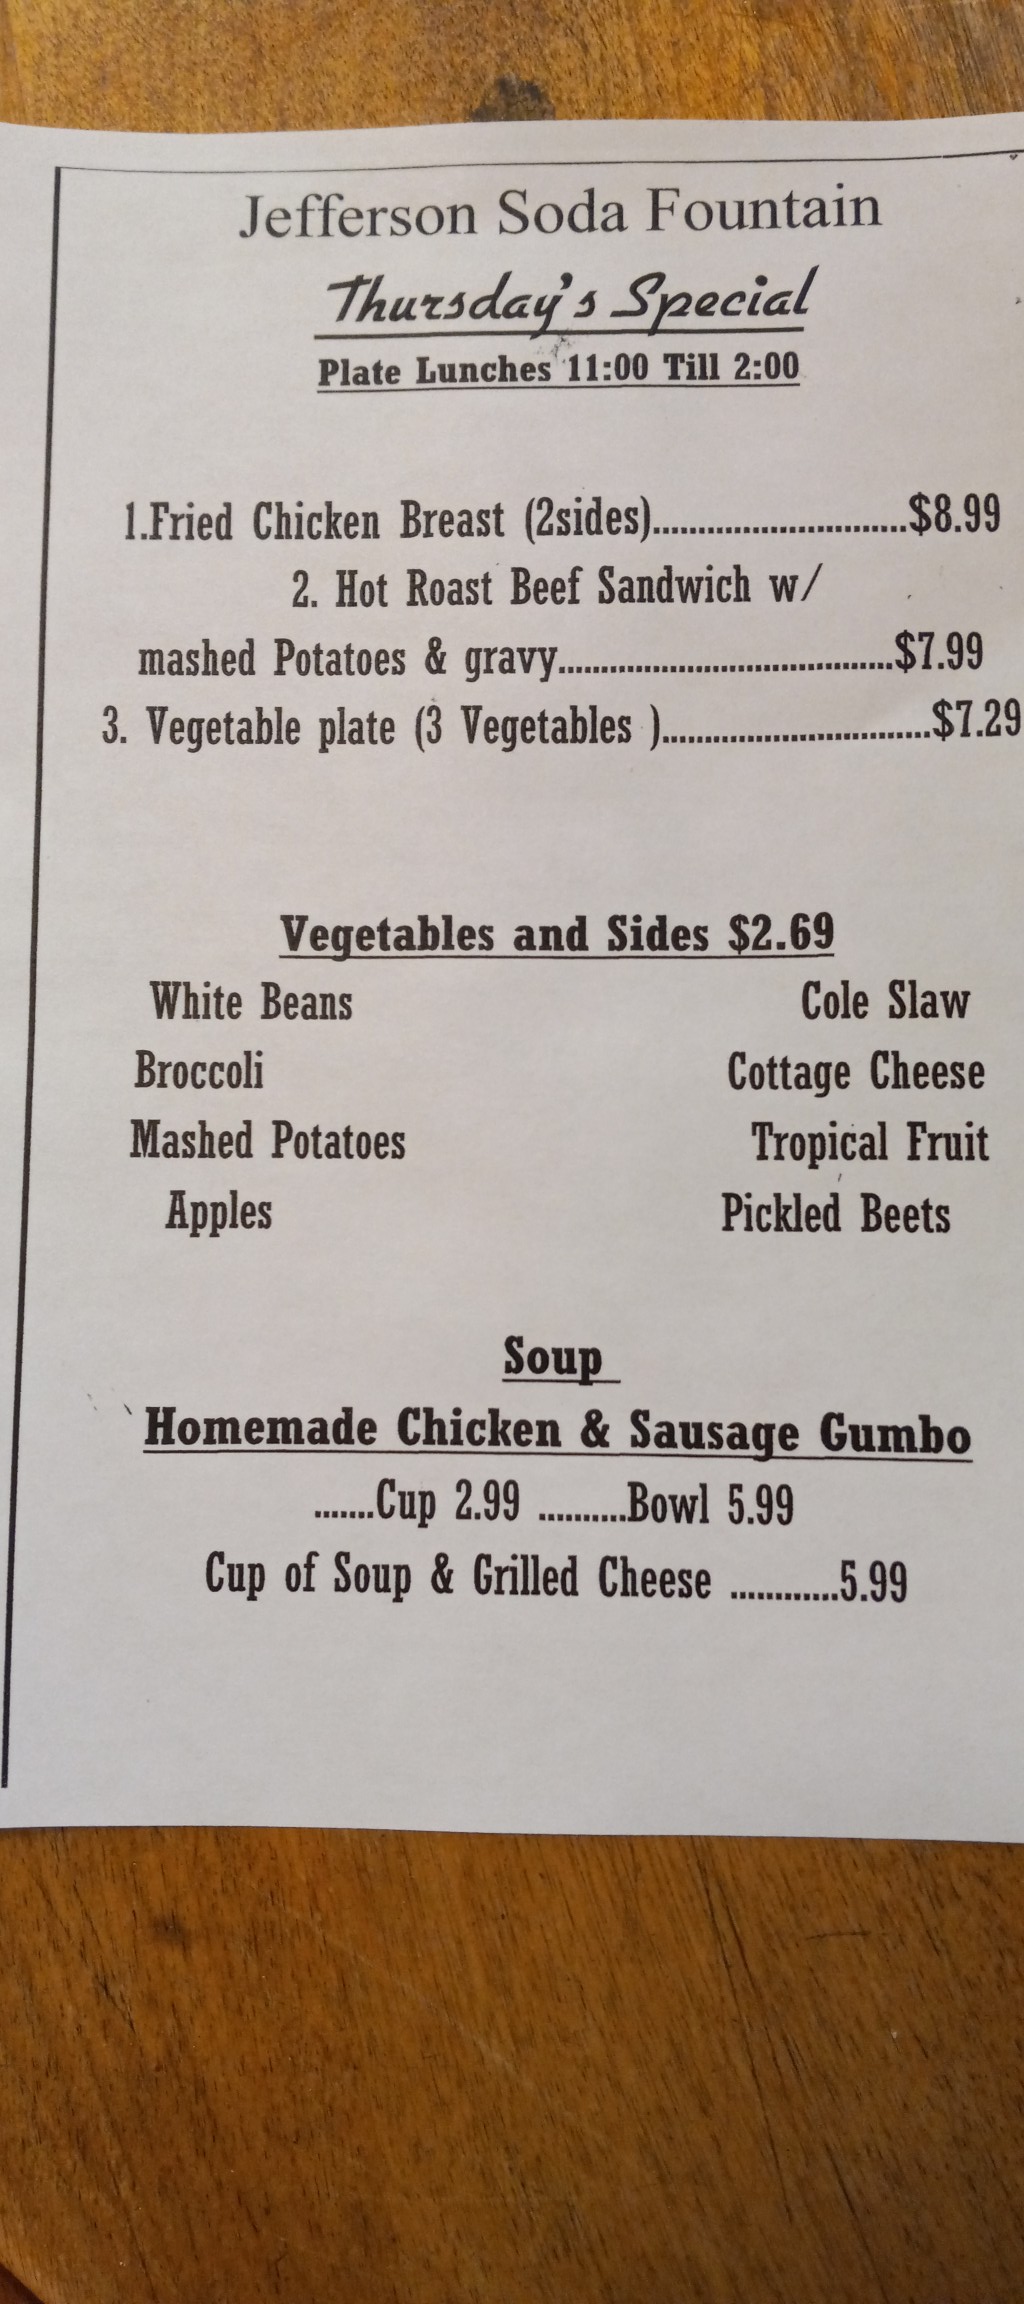 Jefferson Soda Fountain
Thursday's Special
Plate Lunches 11:00 Till 2:00
1.Fried Chicken Breast (2sides)..............................$8.99
2. Hot Roast Beef Sandwich w/
mashed Potatoes & gravy........................................$7.99
3. Vegetable plate (3 Vegetables )................................$7.29
Vegetables and Sides $2.69
White Beans Cole Slaw
Broccoli Cottage Cheese
Mashed Potatoes Tropical Fruit
Apples Pickled Beets
Soup
Homemade Chicken & Sausage Gumbo
.......Cup 2.99 ..........Bowl 5.99
Cup of Soup & Grilled Cheese ............5.99